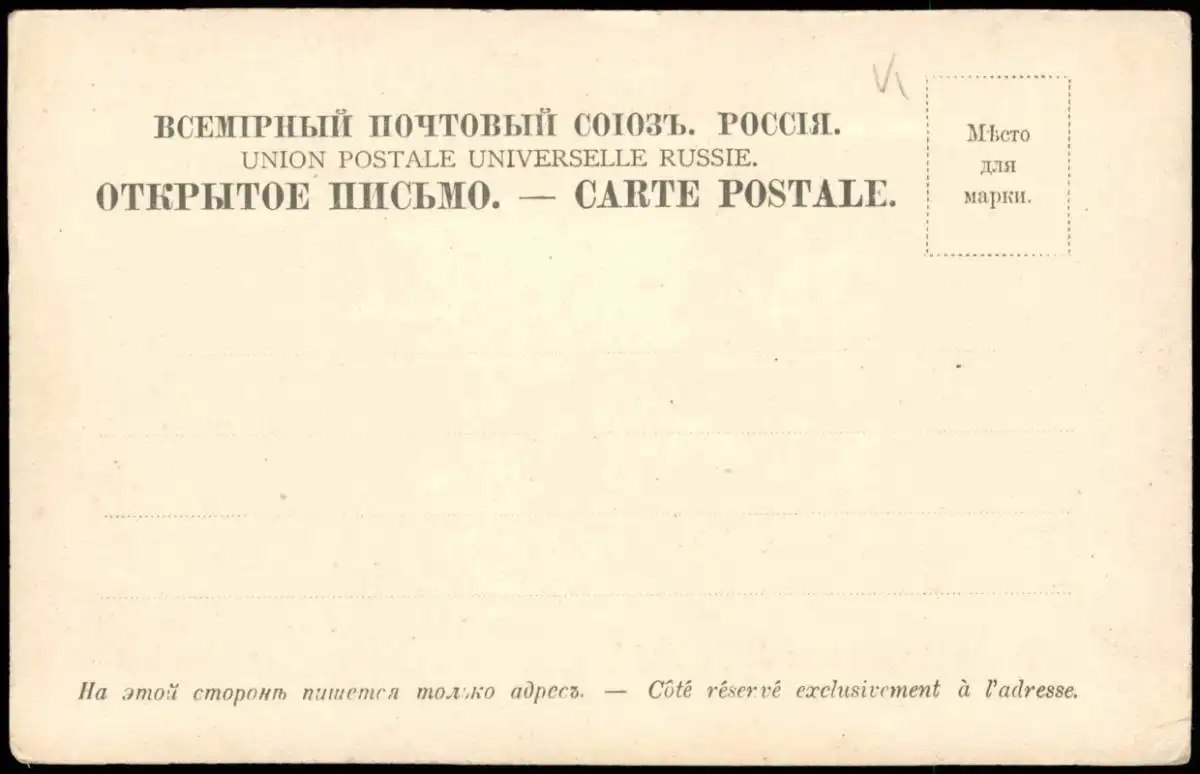 ВСЕМІРНЫЙ ПОЧТОВЫЙ СОЮЗЪ. РОССІЯ.
UNION POSTALE UNIVERSELLE RUSSIE.
ОТКРЫТОЕ ПИСЬМО. — CARTE POSTALE.
Мѣсто
для
марки.
На этой сторонѣ пишется только адресъ. — Côté réservé exclusivement à l'adresse.